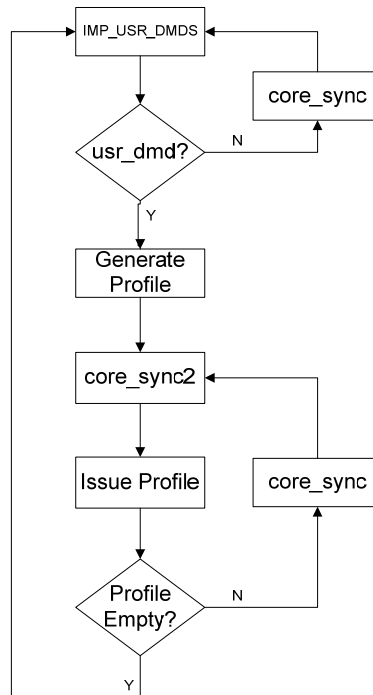 IMP_USR_DMDS
core_sync
usr_dmd?
N
Y
Generate
Profile
core_sync2
Issue Profile
core_sync
Profile
Empty?
N
Y